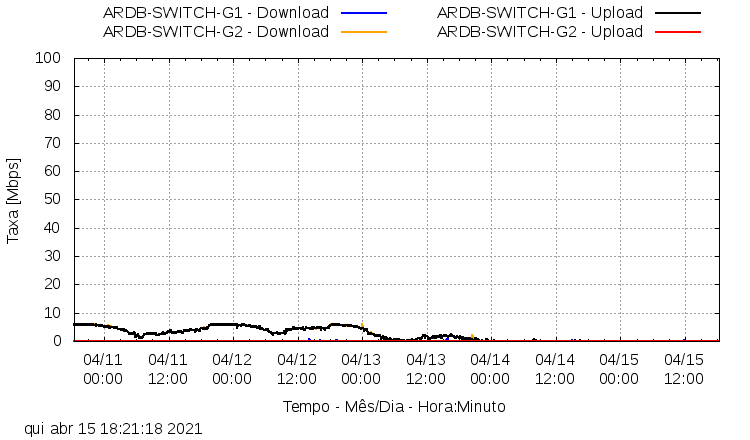 ARDB-SWITCH-G1 - Download
ARDB-SWITCH-G1 - Upload
ARDB-SWITCH-G2 - Download
ARDB-SWITCH-G2 - Upload
100
90
80
70
60
50
40
30
20
10
0
Taxa [Mbps]
04/11 04/11 04/12 04/12 04/13 04/13 04/14 04/14 04/15 04/15
00:00 12:00 00:00 12:00 00:00 12:00 00:00 12:00 00:00 12:00
Tempo - Mês/Dia - Hora:Minuto
qui abr 15 18:21:18 2021